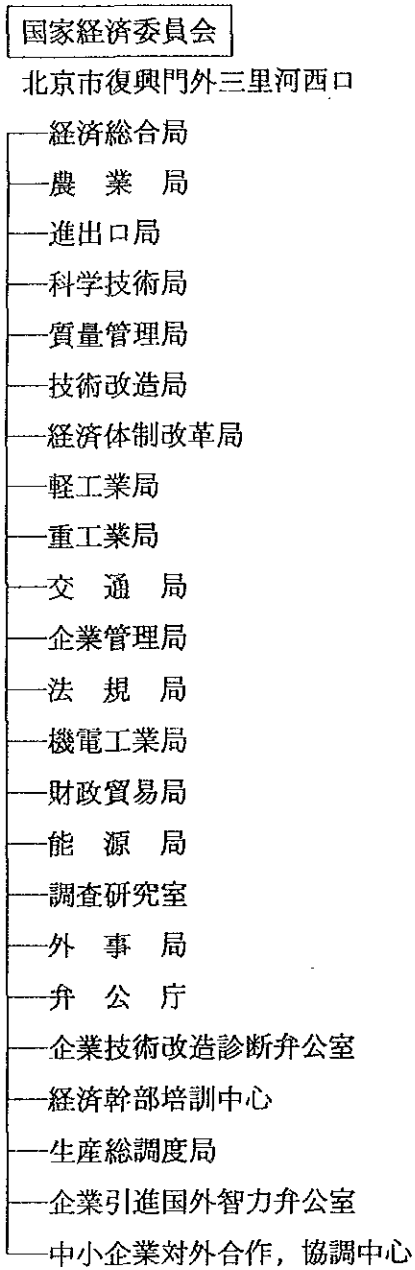 国家経済委員会
北京市復興門外三里河西口
経済総合局
農業局
進出口局
科学技術局
質量管理局
技術改造局
経済体制改革局
軽工業局
重工業局
交通局
企業管理局
法規局
機電工業局
財政貿易局
能源局
調査研究室
外事局
弁公庁
企業技術改造診断弁公室
経済幹部培訓中心
生産総調度局
企業引進国外智力弁公室
中小企業対外合作，協調中心